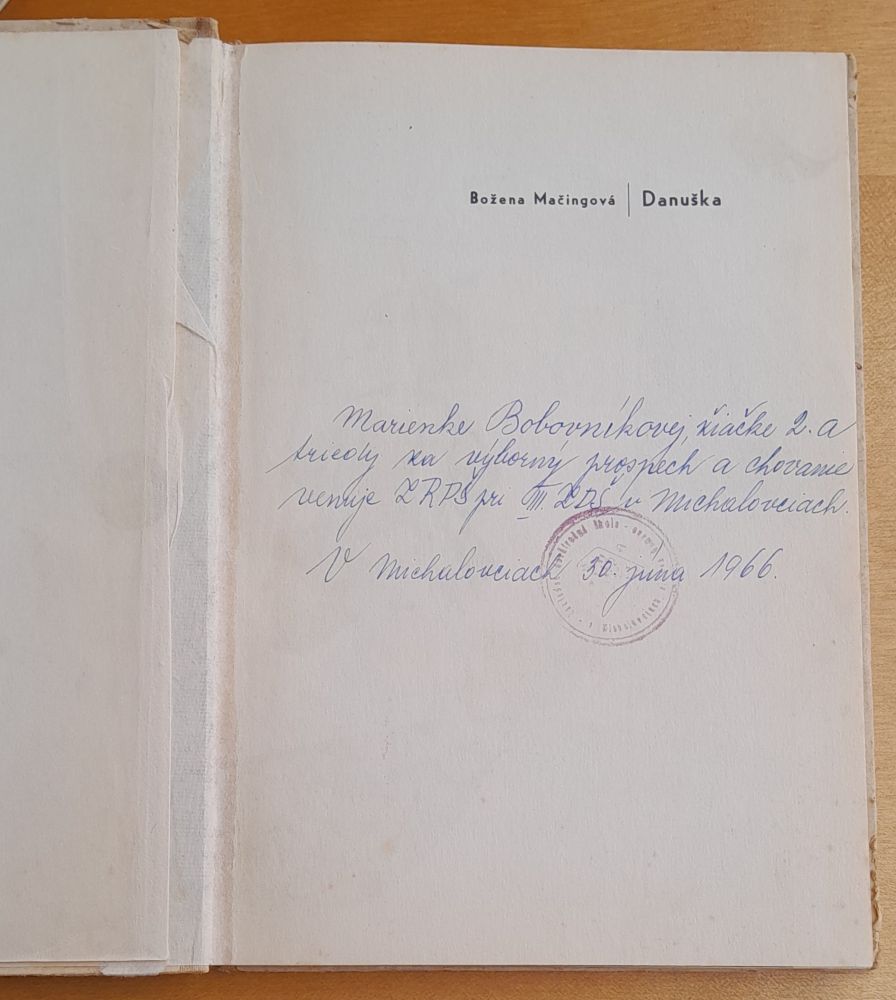 Božena Mačingová | Danuška
Marienke Bobovníkovej, žiačke 2. a
triedy za výborný prospech a chovanie
venuje ZRPŠ pri III. ZDŠ v Michalovciach.
V Michalovciach 30. júna 1966.
škola